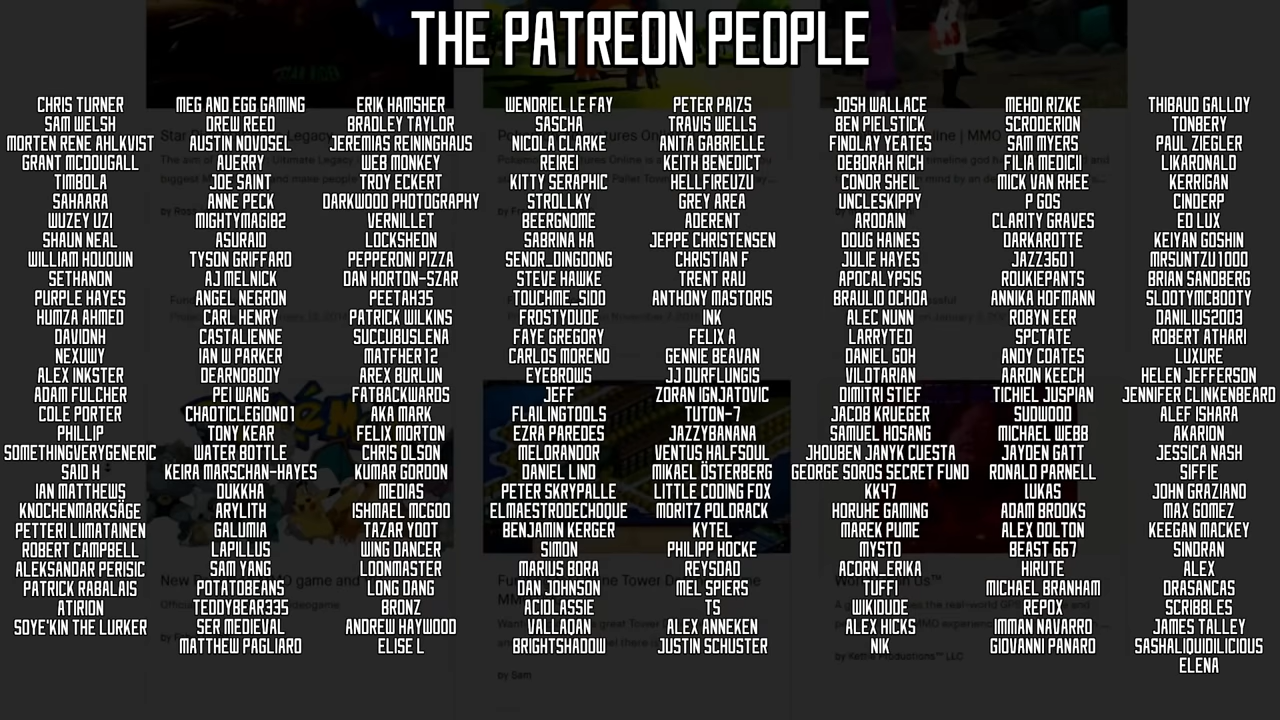 THE PATREON PEOPLE
CHRIS TURNER
SAM WELSH
MORTEN RENE AHLKVIST
GRANT MCDOUGALL
TIMBOLA
SAHAARA
WUZEY UZI
SHAUN NEAL
WILLIAM HOUOUIN
SETHANON
PURPLE HAYES
HUMZA AHMED
DAVIONH
NEXUWY
ALEX INKSTER
ADAM FULCHER
COLE PORTER
PHILLIP
SOMETHINGVERYGENERIC
SAID H
IAN MATTHEWS
KNOCHENMARKSÄGE
PETTERI LIIMATAINEN
ROBERT CAMPBELL
ALEKSANDAR PERISIC
PATRICK RABALAIS
ATIRION
SOYE'KIN THE LURKER
MEG AND EGG GAMING
DREW REED
AUSTIN NOVOSEL
AVERRY
JOE SAINT
ANNE PECK
MIGHTYMAGI82
ASURAID
TYSON GRIFFARD
AJ MELNICK
ANGEL NEGRON
CARL HENRY
CASTALIENNE
IAN W PARKER
DEARNOBODY
PEI WANG
CHAOTICLEGION01
TONY KEAR
WATER BOTTLE
KEIRA MARSCHAN-HAYES
DUKKHA
ARYLITH
GALUMIA
LAPILLUS
SAM YANG
POTATOBEANS
TEDDYBEAR335
SER MEDIEVAL
MATTHEW PAGLIARO
ERIK HAMSHER
BRADLEY TAYLOR
JEREMIAS REININGHAUS
WEB MONKEY
TROY ECKERT
DARKWOOD PHOTOGRAPHY
VERNILLET
LOCKSHEON
PEPPERONI PIZZA
DAN HORTON-SZAR
PEETAH35
PATRICK WILKINS
SUCCUBUSLENA
MATFHER12
AREX BURLUN
FATBACKWARDS
AKA MARK
FELIX MORTON
CHRIS OLSON
KUMAR GORDON
MEDIAS
ISHMAEL MCGOO
TAZAR YOOT
WING DANCER
LOONMASTER
LONG DANG
BRONZ
ANDREW HAYWOOD
ELISE L
WENDRIEL LE FAY
SASCHA
NICOLA CLARKE
REIREI
KITTY SERAPHIC
STROLLKY
BEERGNOME
SABRINA HA
SENOR_DINGDONG
STEVE HAWKE
TOUCHME_SIDO
FROSTYDUDE
FAYE GREGORY
CARLOS MORENO
EYEBROWS
JEFF
FLAILINGTOOLS
EZRA PAREDES
MELORANDOR
DANIEL LIND
PETER SKRYPALLE
ELMAESTRODECHOQUE
BENJAMIN KERGER
SIMON
MARIUS BORA
DAN JOHNSON
ACIDLASSIE
VALLAQAN
BRIGHTSHADOW
PETER PAIZS
TRAVIS WELLS
ANITA GABRIELLE
KEITH BENEDICT
HELLFIREUZU
GREY AREA
ADERENT
JEPPE CHRISTENSEN
CHRISTIAN F
TRENT RAU
ANTHONY MASTORIS
INK
FELIX A
GENNIE BEAVAN
JJ DURFLINGIS
ZORAN IGNJATOVIC
TUTON-7
JAZZYBANANA
VENTUS HALFSOUL
MIKAEL ÖSTERBERG
LITTLE CODING FOX
MORITZ POLDRACK
KYTEL
PHILIPP HOCKE
REYSDAD
MEL SPIERS
TS
ALEX ANNEKEN
JUSTIN SCHUSTER
JOSH WALLACE
BEN PIELSTICK
FINDLAY YEATES
DEBORAH RICH
CONOR SHEIL
UNCLESKIPPY
ARODAIN
DOUG HAINES
JULIE HAYES
APOCALYPSIS
BRAULIO OCHOA
ALEC NUNN
LARRYTED
DANIEL GOH
VILOTARIAN
DIMITRI STIEF
JACOB KRUEGER
SAMUEL HOSANG
JHOUBEN JANYK CUESTA
GEORGE SOROS SECRET FUND
KK47
HORUHE GAMING
MAREK PUME
MYSTO
ACORN_ERIKA
TUFFI
WIKIDUDE
ALEX HICKS
NIK
MEHDI RIZKE
SCRODERION
SAM MYERS
FILIA MEDICII
MICK VAN RHEE
P GOS
CLARITY GRAVES
DARKAROTTE
JAZZ3601
ROUKIEPANTS
ANNIKA HOFMANN
ROBYN EER
SPCTATE
ANDY COATES
AARON KEECH
TICHIEL JUSPIAN
SUDWOOD
MICHAEL WEBB
JAYDEN GATT
RONALD PARNELL
LUKAS
ADAM BROOKS
ALEX DOLTON
BEAST 667
HIRUTE
MICHAEL BRANHAM
REPOX
IMMAN NAVARRO
GIOVANNI PANARO
THIBAUD GALLOY
TONBERY
PAUL ZIEGLER
LIKARONALD
KERRIGAN
CINDERP
ED LUX
KEIYAN GOSHIN
MRSUNTZU1000
BRIAN SANDBERG
SLOOTYMCBOOTY
DANILIUS2003
ROBERT ATHARI
LUXURE
HELEN JEFFERSON
JENNIFER CLINKENBEARD
ALEF ISHARA
AKARION
JESSICA NASH
SIFFIE
JOHN GRAZIANO
MAX GOMEZ
KEEGAN MACKEY
SINDRAN
ALEX
DRASANCAS
SCRIBBLES
JAMES TALLEY
SASHALIQUIDILICIOUS
ELENA